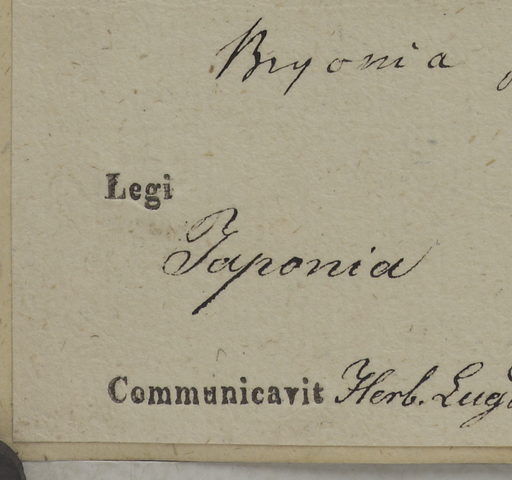 Bryonia
Legi
Japonia
Communicavit Herb. Lugd